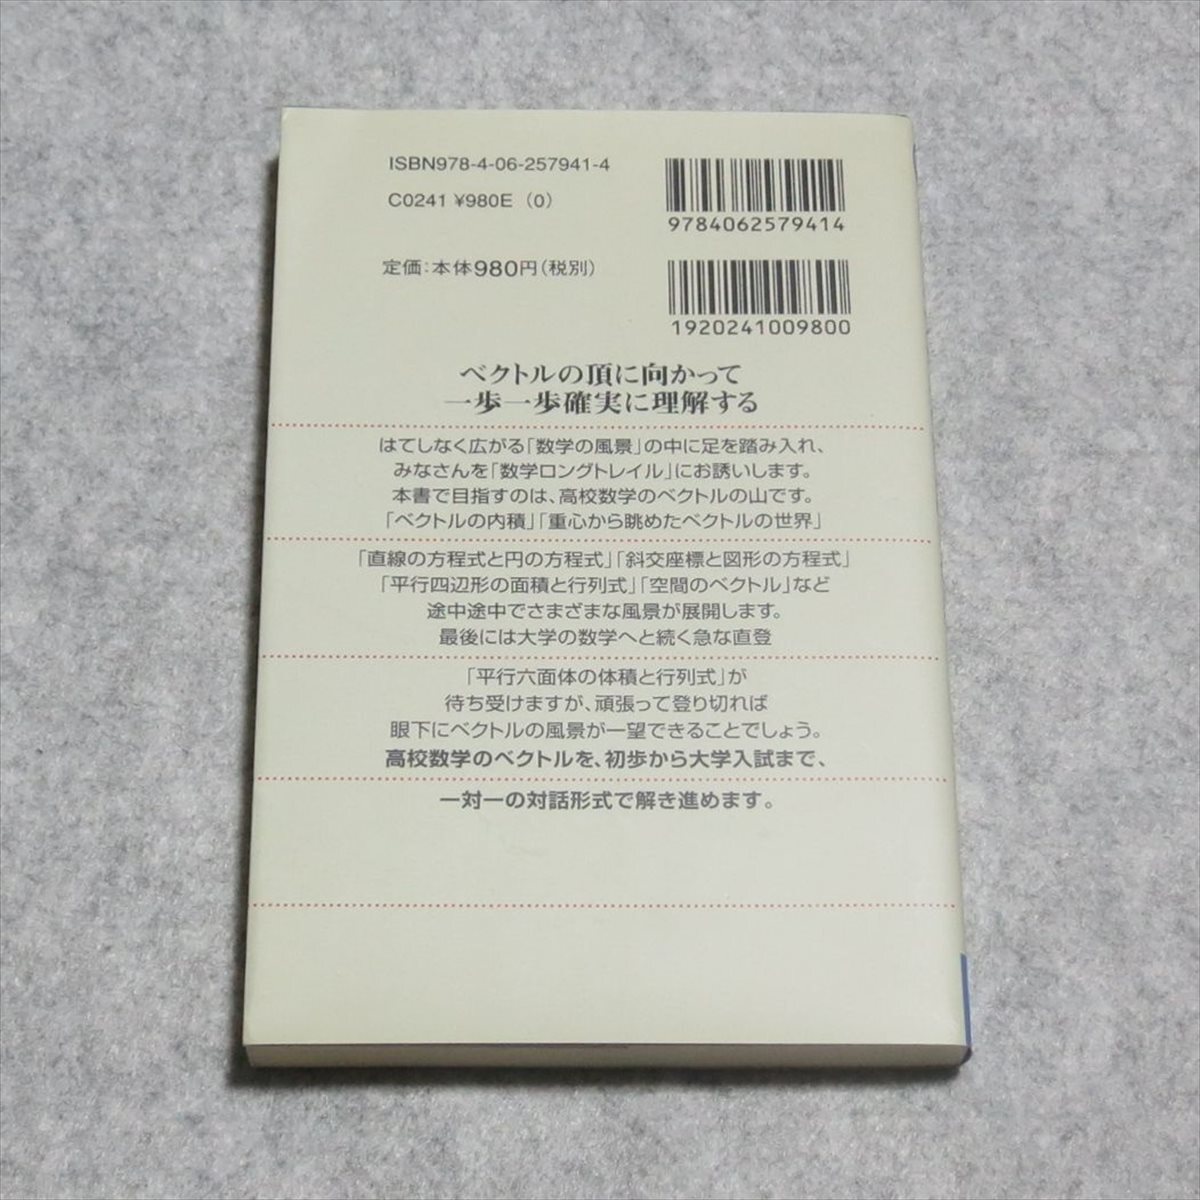 ISBN978-4-06-257941-4
C0241 ¥980E (0)
定価:本体980円(税別)
9784062579414
1920241009800
ベクトルの頂に向かって
一歩一歩確実に理解する
はてしなく広がる「数学の風景」の中に足を踏み入れ、
みなさんを「数学ロングトレイル」にお誘いします。
本書で目指すのは、高校数学のベクトルの山です。
「ベクトルの内積」「重心から眺めたベクトルの世界」
「直線の方程式と円の方程式」「斜交座標と図形の方程式」
「平行四辺形の面積と行列式」「空間のベクトル」など
途中途中でさまざまな風景が展開します。
最後には大学の数学へと続く急な直登
「平行六面体の体積と行列式」が
待ち受けますが、頑張って登り切れば
眼下にベクトルの風景が一望できることでしょう。
高校数学のベクトルを、初歩から大学入試まで、
一対一の対話形式で解き進めます。